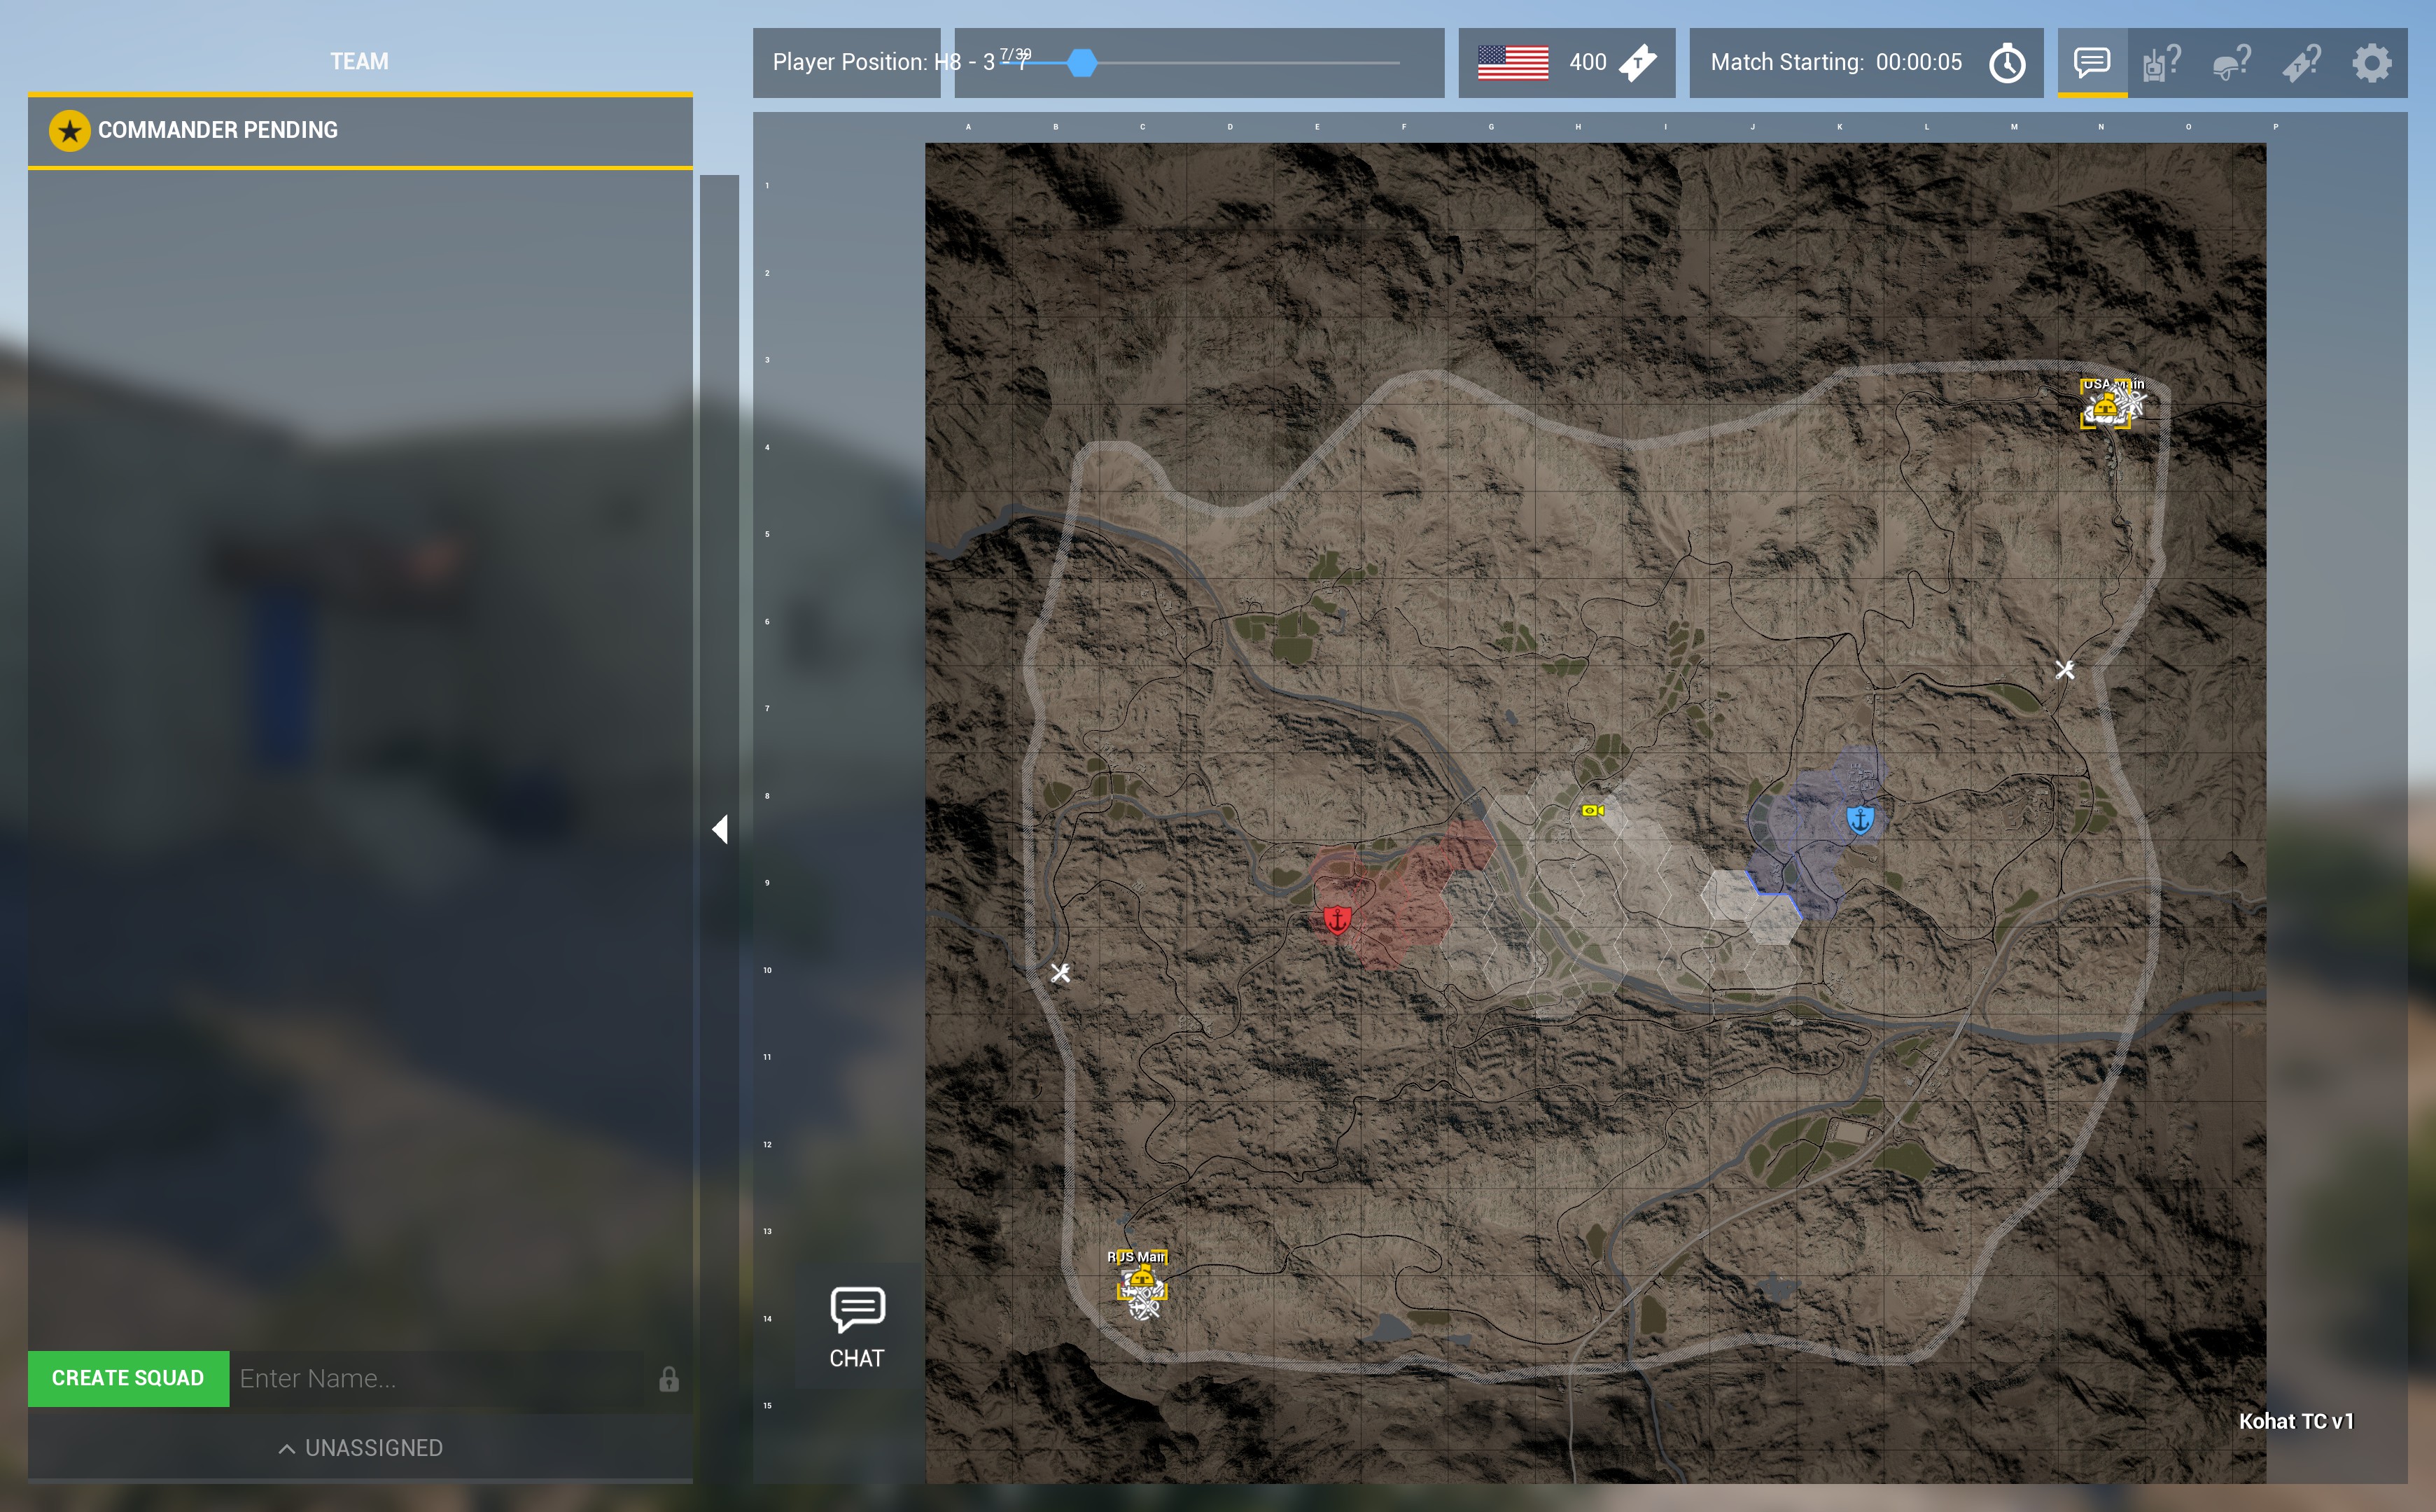 TEAM
COMMANDER PENDING
Player Position: H8 - 3 - 7
7/39
400
Match Starting: 00:00:05
A B C D E F G H I J K L M N O P
1
2
3
4
5
6
7
8
9
10
11
12
13
14
15
USA Main
RUS Main
CHAT
CREATE SQUAD Enter Name...
UNASSIGNED
Kohat TC v1